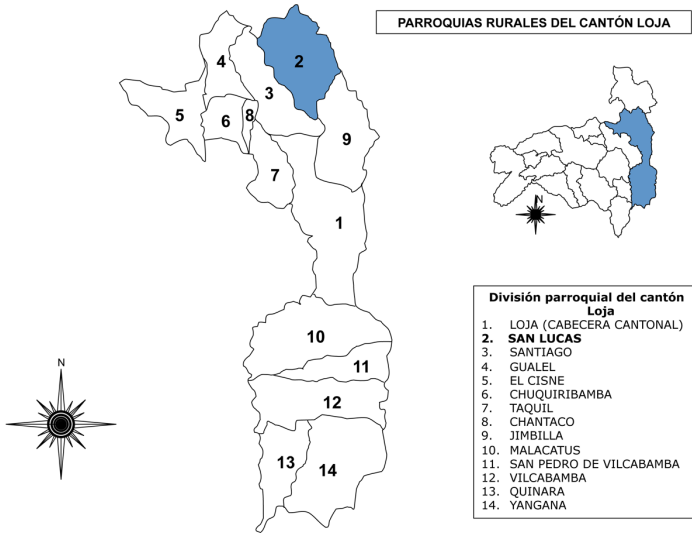 PARROQUIAS RURALES DEL CANTÓN LOJA
2
4
3
5
6
8
9
7
1
10
11
12
13
14
N
N
División parroquial del cantón
Loja
1. LOJA (CABECERA CANTONAL)
2. SAN LUCAS
3. SANTIAGO
4. GUALEL
5. EL CISNE
6. CHUQUIRIBAMBA
7. TAQUIL
8. CHANTACO
9. JIMBILLA
10. MALACATUS
11. SAN PEDRO DE VILCABAMBA
12. VILCABAMBA
13. QUINARA
14. YANGANA